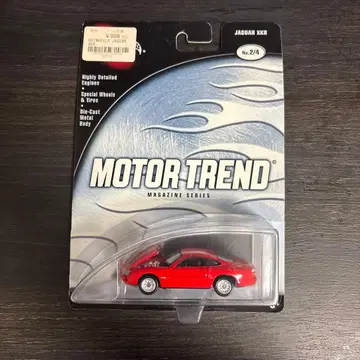 JAGUAR XKR
No.2/4
Highly Detailed
Engines
• Special Wheels
& Tires
• Die-Cast
Metal
Body
MOTOR TREND
MAGAZINE SERIES